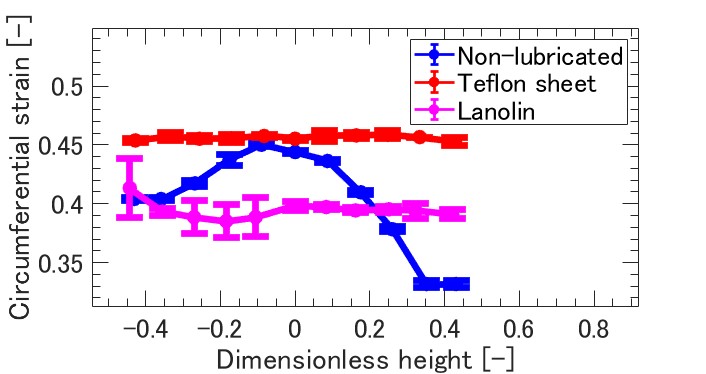 Circumferential strain [−]
0.5
0.45
0.4
0.35
Non−lubricated
Teflon sheet
Lanolin
−0.4 −0.2 0 0.2 0.4 0.6 0.8
Dimensionless height [−]